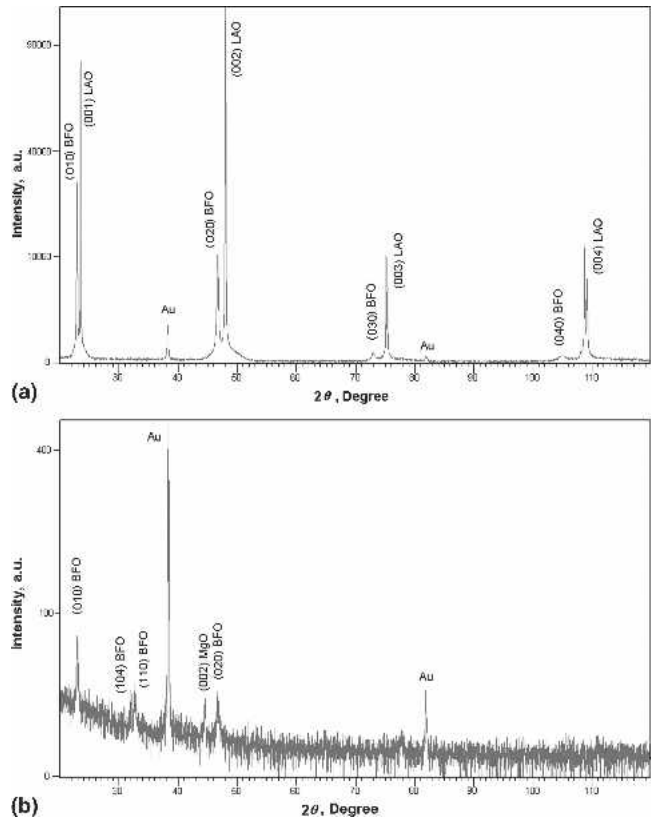 Intensity, a.u.
90000
40000
10000
0
(010) BFO
(001) LAO
Au
(020) BFO
(002) LAO
(030) BFO
(003) LAO
Au
(040) BFO
(004) LAO
30 40 50 60 70 80 90 100 110
2θ, Degree
(a)
Intensity, a.u.
400
100
0
(010) BFO
(104) BFO
(110) BFO
Au
(002) MgO
(020) BFO
Au
30 40 50 60 70 80 90 100 110
2θ, Degree
(b)